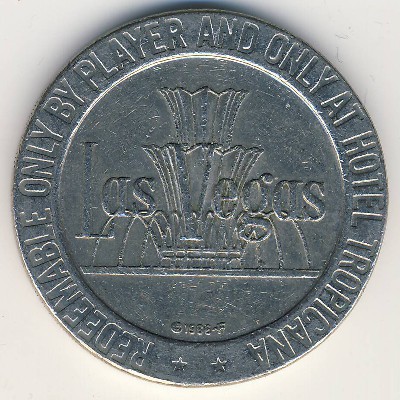 REDEEMABLE ONLY BY PLAYER AND ONLY AT HOTEL TROPICANA
Las Vegas